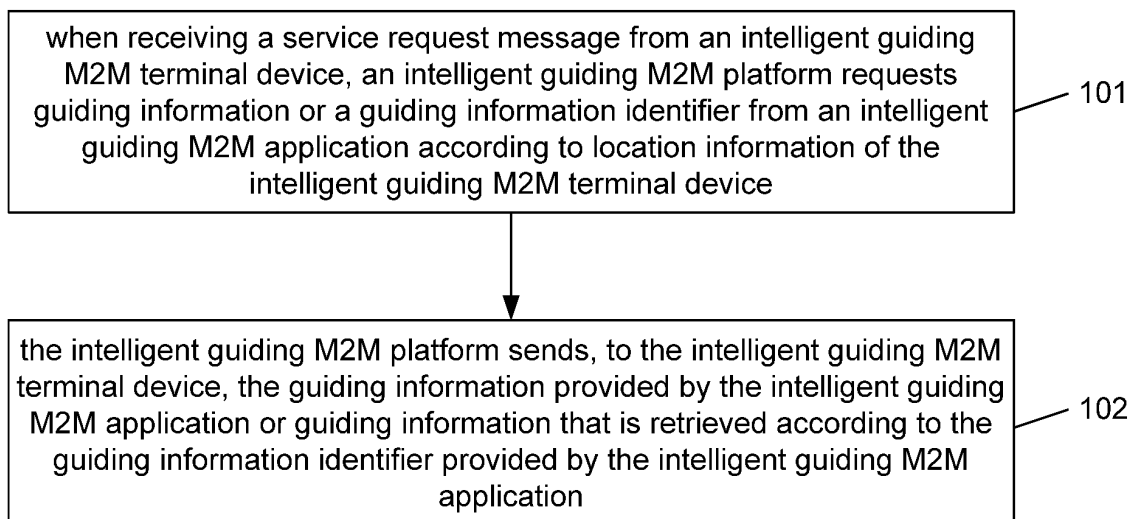 when receiving a service request message from an intelligent guiding
M2M terminal device, an intelligent guiding M2M platform requests
guiding information or a guiding information identifier from an intelligent
guiding M2M application according to location information of the
intelligent guiding M2M terminal device
101
the intelligent guiding M2M platform sends, to the intelligent guiding M2M
terminal device, the guiding information provided by the intelligent guiding
M2M application or guiding information that is retrieved according to the
guiding information identifier provided by the intelligent guiding M2M
application
102